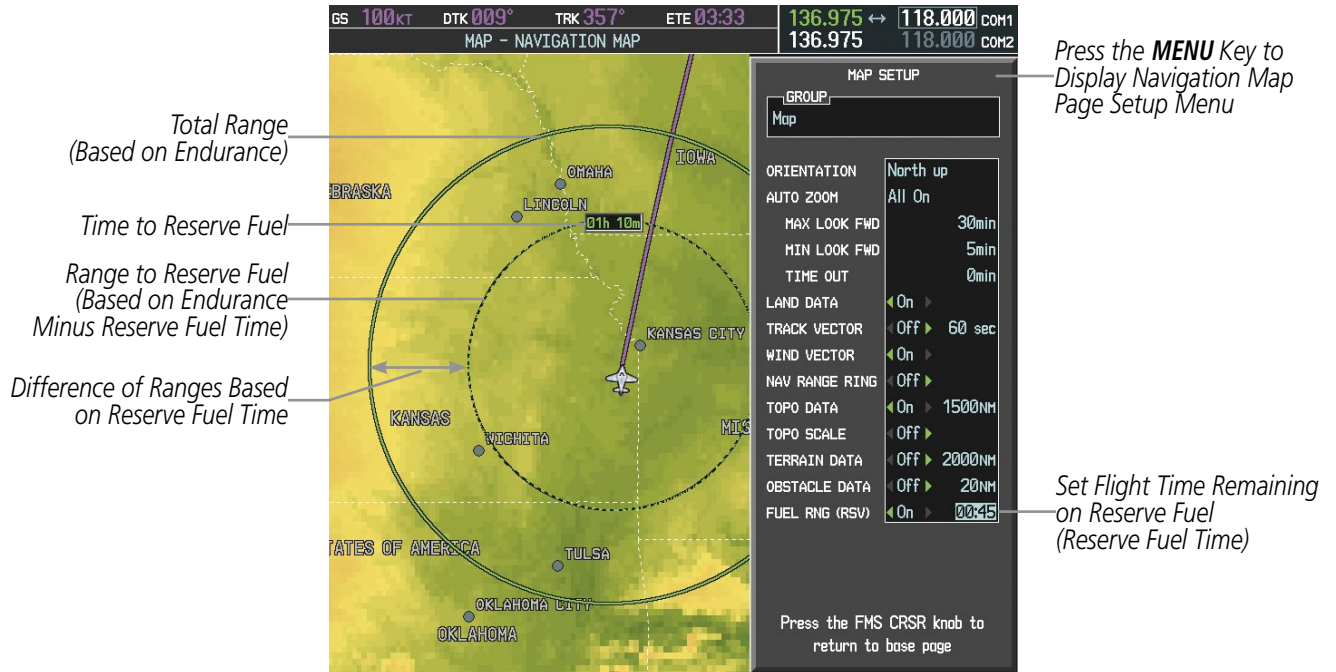 GS 100KT DTK 009° TRK 357° ETE 03:33
MAP - NAVIGATION MAP
136.975 ↔ 118.000 COM1
136.975 118.000 COM2
Press the MENU Key to
Display Navigation Map
Page Setup Menu
Total Range
(Based on Endurance)
Time to Reserve Fuel
Range to Reserve Fuel
(Based on Endurance
Minus Reserve Fuel Time)
Difference of Ranges Based
on Reserve Fuel Time
IOWA
OMAHA
EBRASKA
LINCOLN
01h 10m
KANSAS CITY
KANSAS
WICHITA
MIS
TATES OF AMERICA
TULSA
OKLAHOMA CITY
OKLAHOMA
MAP SETUP
GROUP
Map
ORIENTATION North up
AUTO ZOOM All On
MAX LOOK FWD 30min
MIN LOOK FWD 5min
TIME OUT 0min
LAND DATA On
TRACK VECTOR Off 60 sec
WIND VECTOR On
NAV RANGE RING Off
TOPO DATA On 1500NM
TOPO SCALE Off
TERRAIN DATA Off 2000NM
OBSTACLE DATA Off 20NM
FUEL RNG (RSV) On 00:45
Press the FMS CRSR knob to
return to base page
Set Flight Time Remaining
on Reserve Fuel
(Reserve Fuel Time)